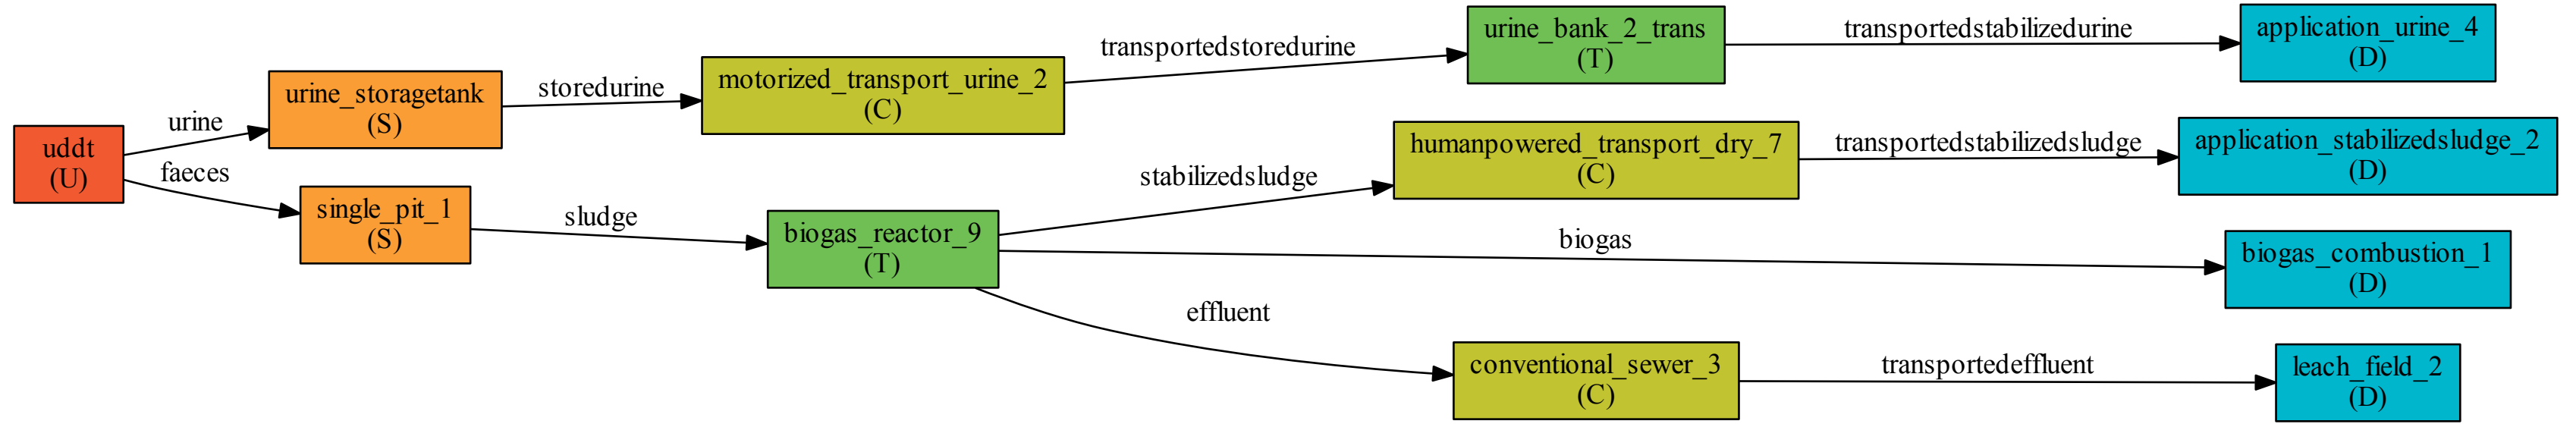 uddt
(U)
urine
faeces
urine_storagetank
(S)
single_pit_1
(S)
storedurine
sludge
motorized_transport_urine_2
(C)
biogas_reactor_9
(T)
transportedstoredurine
stabilizedsludge
biogas
effluent
urine_bank_2_trans
(T)
humanpowered_transport_dry_7
(C)
conventional_sewer_3
(C)
transportedstabilizedurine
transportedstabilizedsludge
transportedeffluent
application_urine_4
(D)
application_stabilizedsludge_2
(D)
biogas_combustion_1
(D)
leach_field_2
(D)